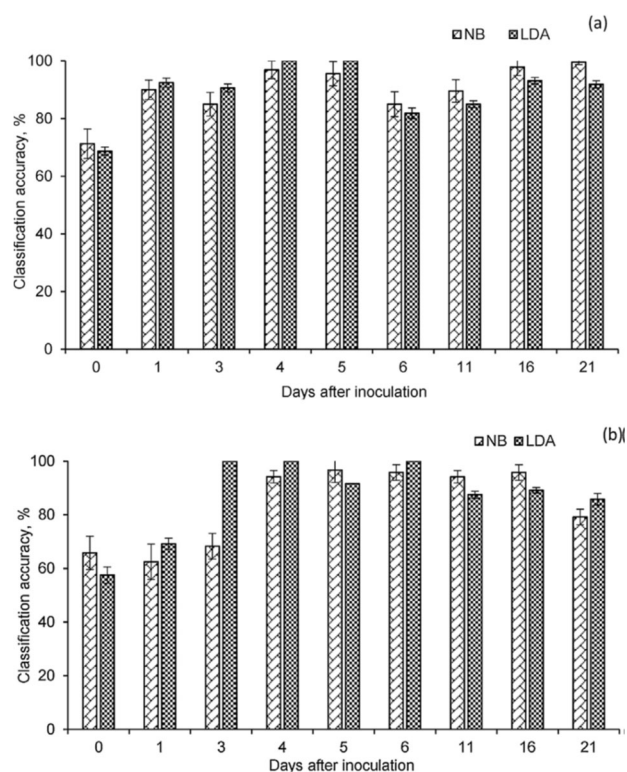 (a)
NB LDA
Classification accuracy, %
100
80
60
40
20
0
0 1 3 4 5 6 11 16 21
Days after inoculation
(b)(
NB LDA
Classification accuracy, %
100
80
60
40
20
0
0 1 3 4 5 6 11 16 21
Days after inoculation